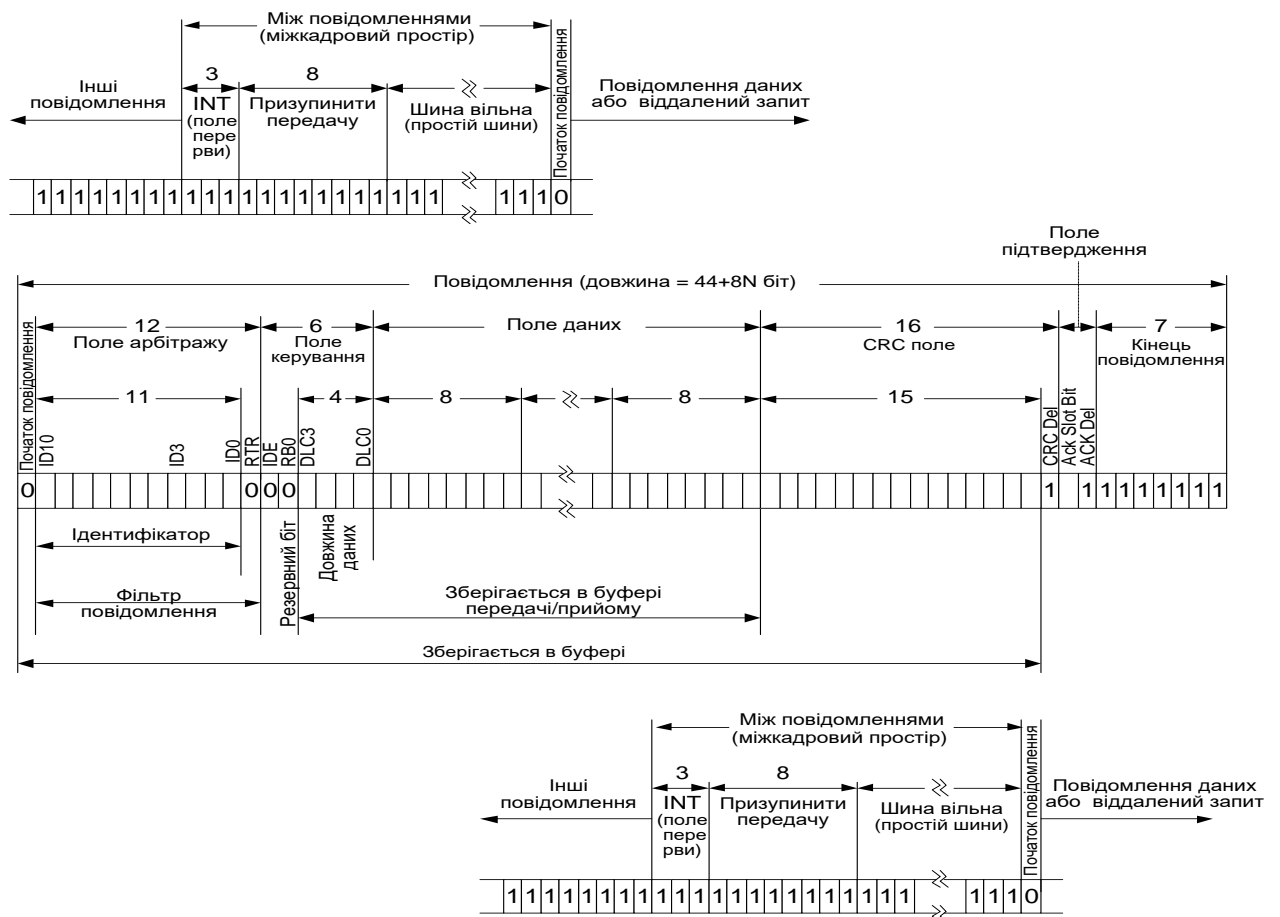 Між повідомленнями
(міжкадровий простір)
3
8
Інші
повідомлення
INT
(поле
пере
рви)
Призупинити
передачу
Шина вільна
(простій шини)
Початок повідомлення
Повідомлення даних
або віддалений запит
1 1 1 1 1 1 1 1 1 1 1 1 1 1 1 1 1 1 1 1 1 1 1 1 1 0
Поле
підтвердження
Повідомлення (довжина = 44+8N біт)
Початок повідомлення
12
Поле арбітражу
6
Поле
керування
Поле даних
16
CRC поле
7
Кінець
повідомлення
11
4
8
8
15
ID10
ID3
ID0
RTR
IDE
RB0
DLC3
DLC0
CRC Del
Ack Slot Bit
ACK Del
0 0 0 0 1 1 1 1 1 1 1 1 1
Ідентифікатор
Резервний біт
Довжина
даних
Фільтр
повідомлення
Зберігається в буфері
передачі/прийому
Зберігається в буфері
Між повідомленнями
(міжкадровий простір)
3
8
Інші
повідомлення
INT
(поле
пере
рви)
Призупинити
передачу
Шина вільна
(простій шини)
Початок повідомлення
Повідомлення даних
або віддалений запит
1 1 1 1 1 1 1 1 1 1 1 1 1 1 1 1 1 1 1 1 1 1 1 1 1 0